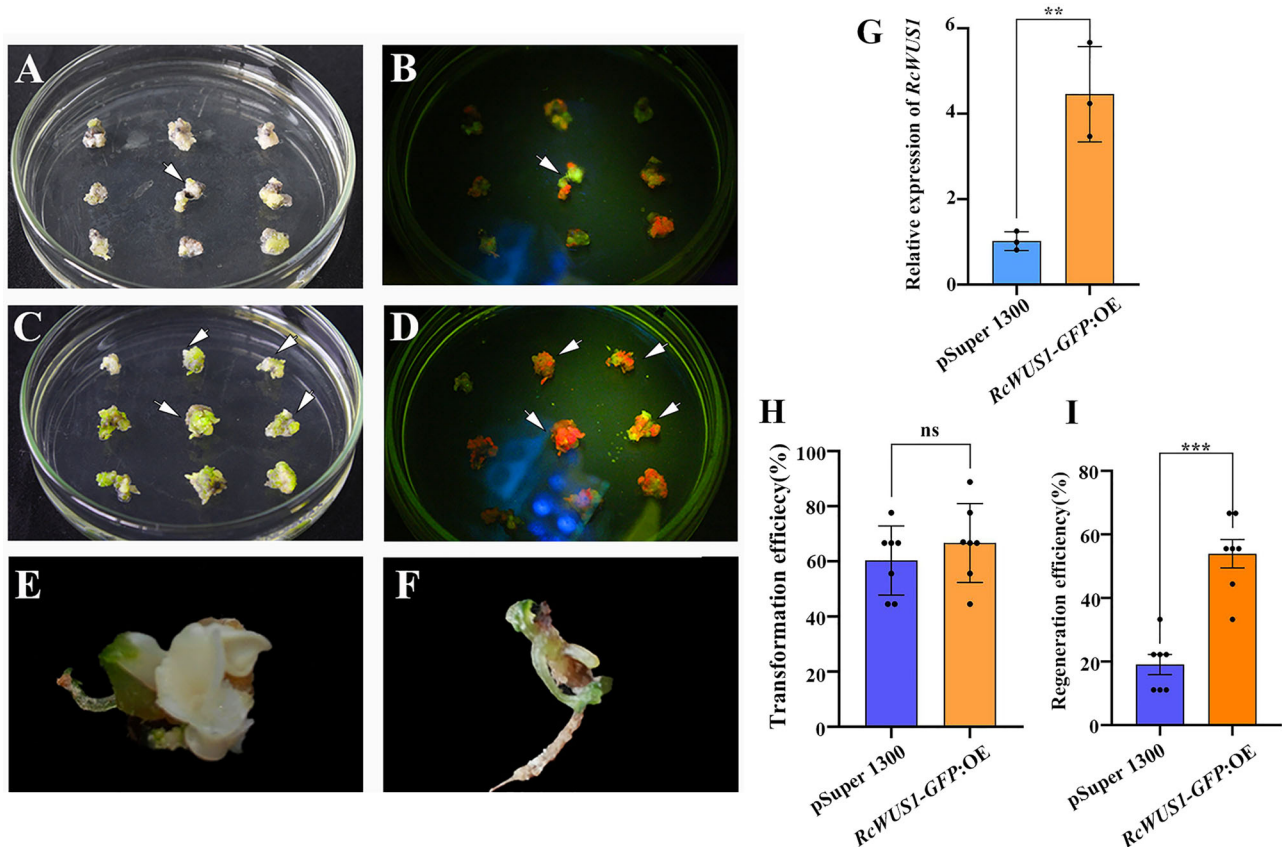 A
B
C
D
E
F
G
**
Relative expression of RcWUS1
6
4
2
0
pSuper 1300
RcWUS1-GFP:OE
H
ns
Transformation efficiecy(%)
100
80
60
40
20
0
pSuper 1300
RcWUS1-GFP:OE
I
***
Regeneration efficiency(%)
80
60
40
20
0
pSuper 1300
RcWUS1-GFP:OE